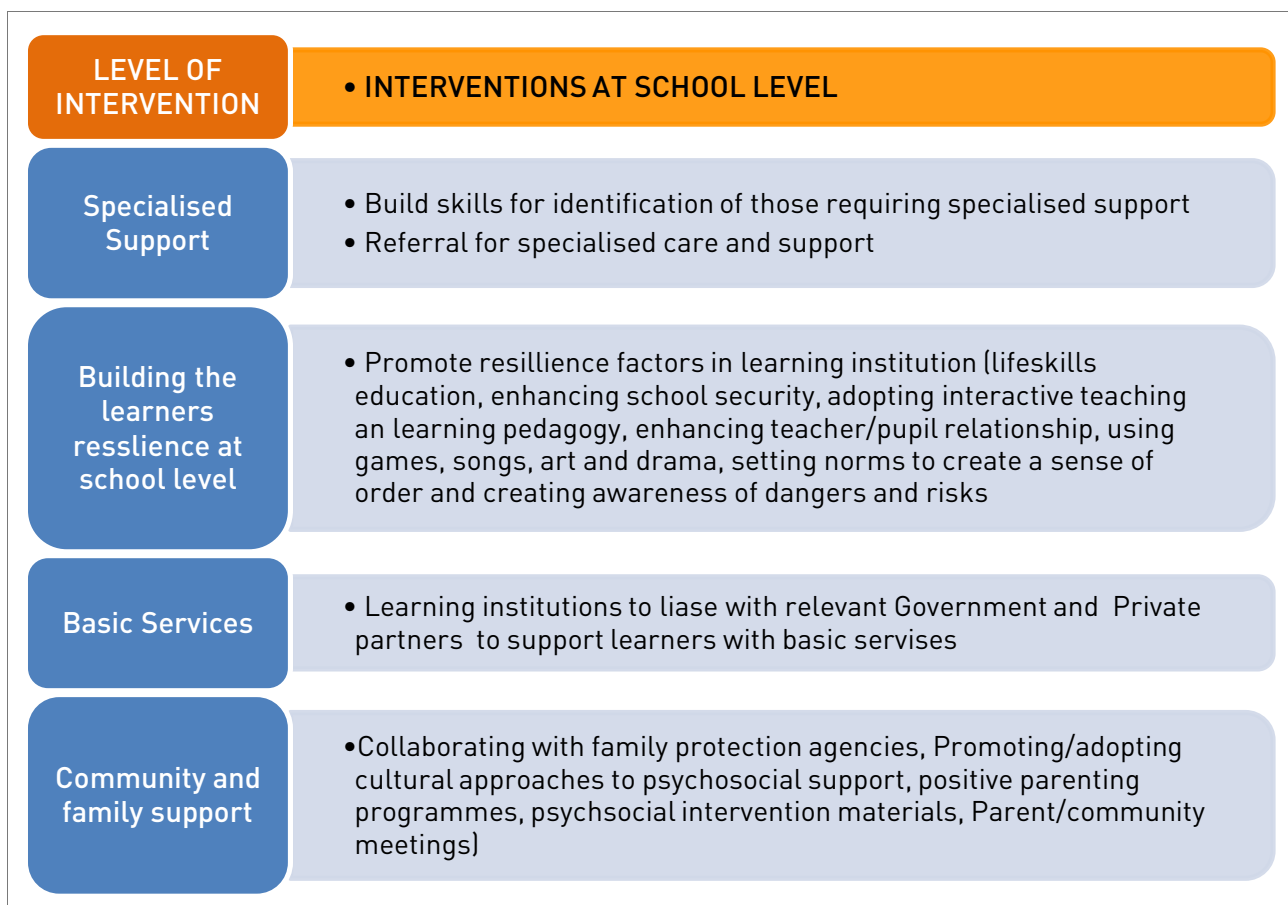 LEVEL OF
INTERVENTION
• INTERVENTIONS AT SCHOOL LEVEL
Specialised
Support
• Build skills for identification of those requiring specialised support
• Referral for specialised care and support
Building the
learners
resslience at
school level
• Promote resillience factors in learning institution (lifeskills
education, enhancing school security, adopting interactive teaching
an learning pedagogy, enhancing teacher/pupil relationship, using
games, songs, art and drama, setting norms to create a sense of
order and creating awareness of dangers and risks
Basic Services
• Learning institutions to liase with relevant Government and Private
partners to support learners with basic servises
Community and
family support
•Collaborating with family protection agencies, Promoting/adopting
cultural approaches to psychosocial support, positive parenting
programmes, psychsocial intervention materials, Parent/community
meetings)